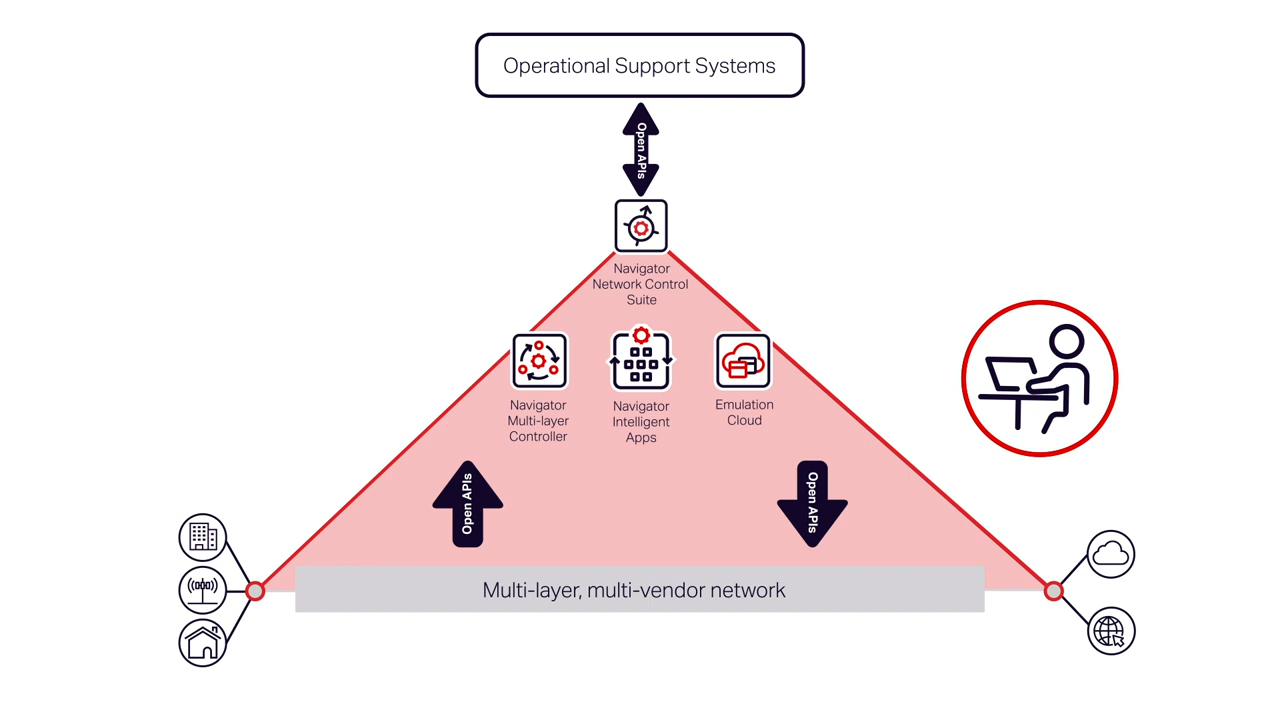 Operational Support Systems
Open APIs
Navigator
Network Control
Suite
Navigator
Multi-layer
Controller
Navigator
Intelligent
Apps
Emulation
Cloud
Open APIs
Open APIs
Multi-layer, multi-vendor network